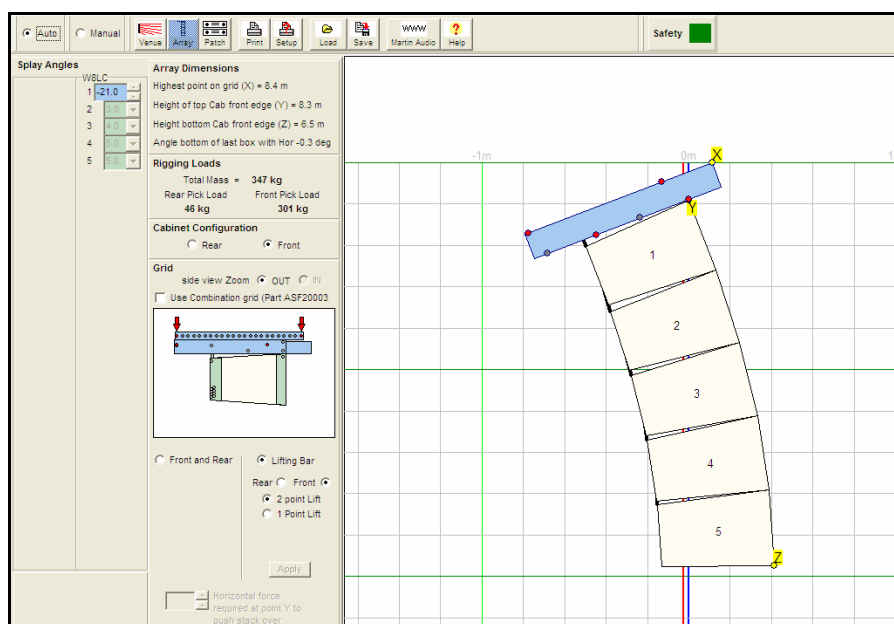 Auto Manual Venue Array Patch Print Setup Load Save WWW Martin Audio ? Help Safety
Splay Angles
W8LC
1 -21.0
2 3.0
3 4.0
4 5.0
5 5.0
Array Dimensions
Highest point on grid (X) = 8.4 m
Height of top Cab front edge (Y) = 8.3 m
Height bottom Cab front edge (Z) = 6.5 m
Angle bottom of last box with Hor -0.3 deg
Rigging Loads
Total Mass = 347 kg
Rear Pick Load Front Pick Load
46 kg 301 kg
Cabinet Configuration
Rear Front
Grid
side view Zoom OUT IN
Use Combination grid (Part ASF20003
Front and Rear Lifting Bar
Rear Front
2 point Lift
1 Point Lift
Apply
Horizontal force
required at point Y to
push stack over
-1m 0m 1
X
Y
1
2
3
4
5
Z